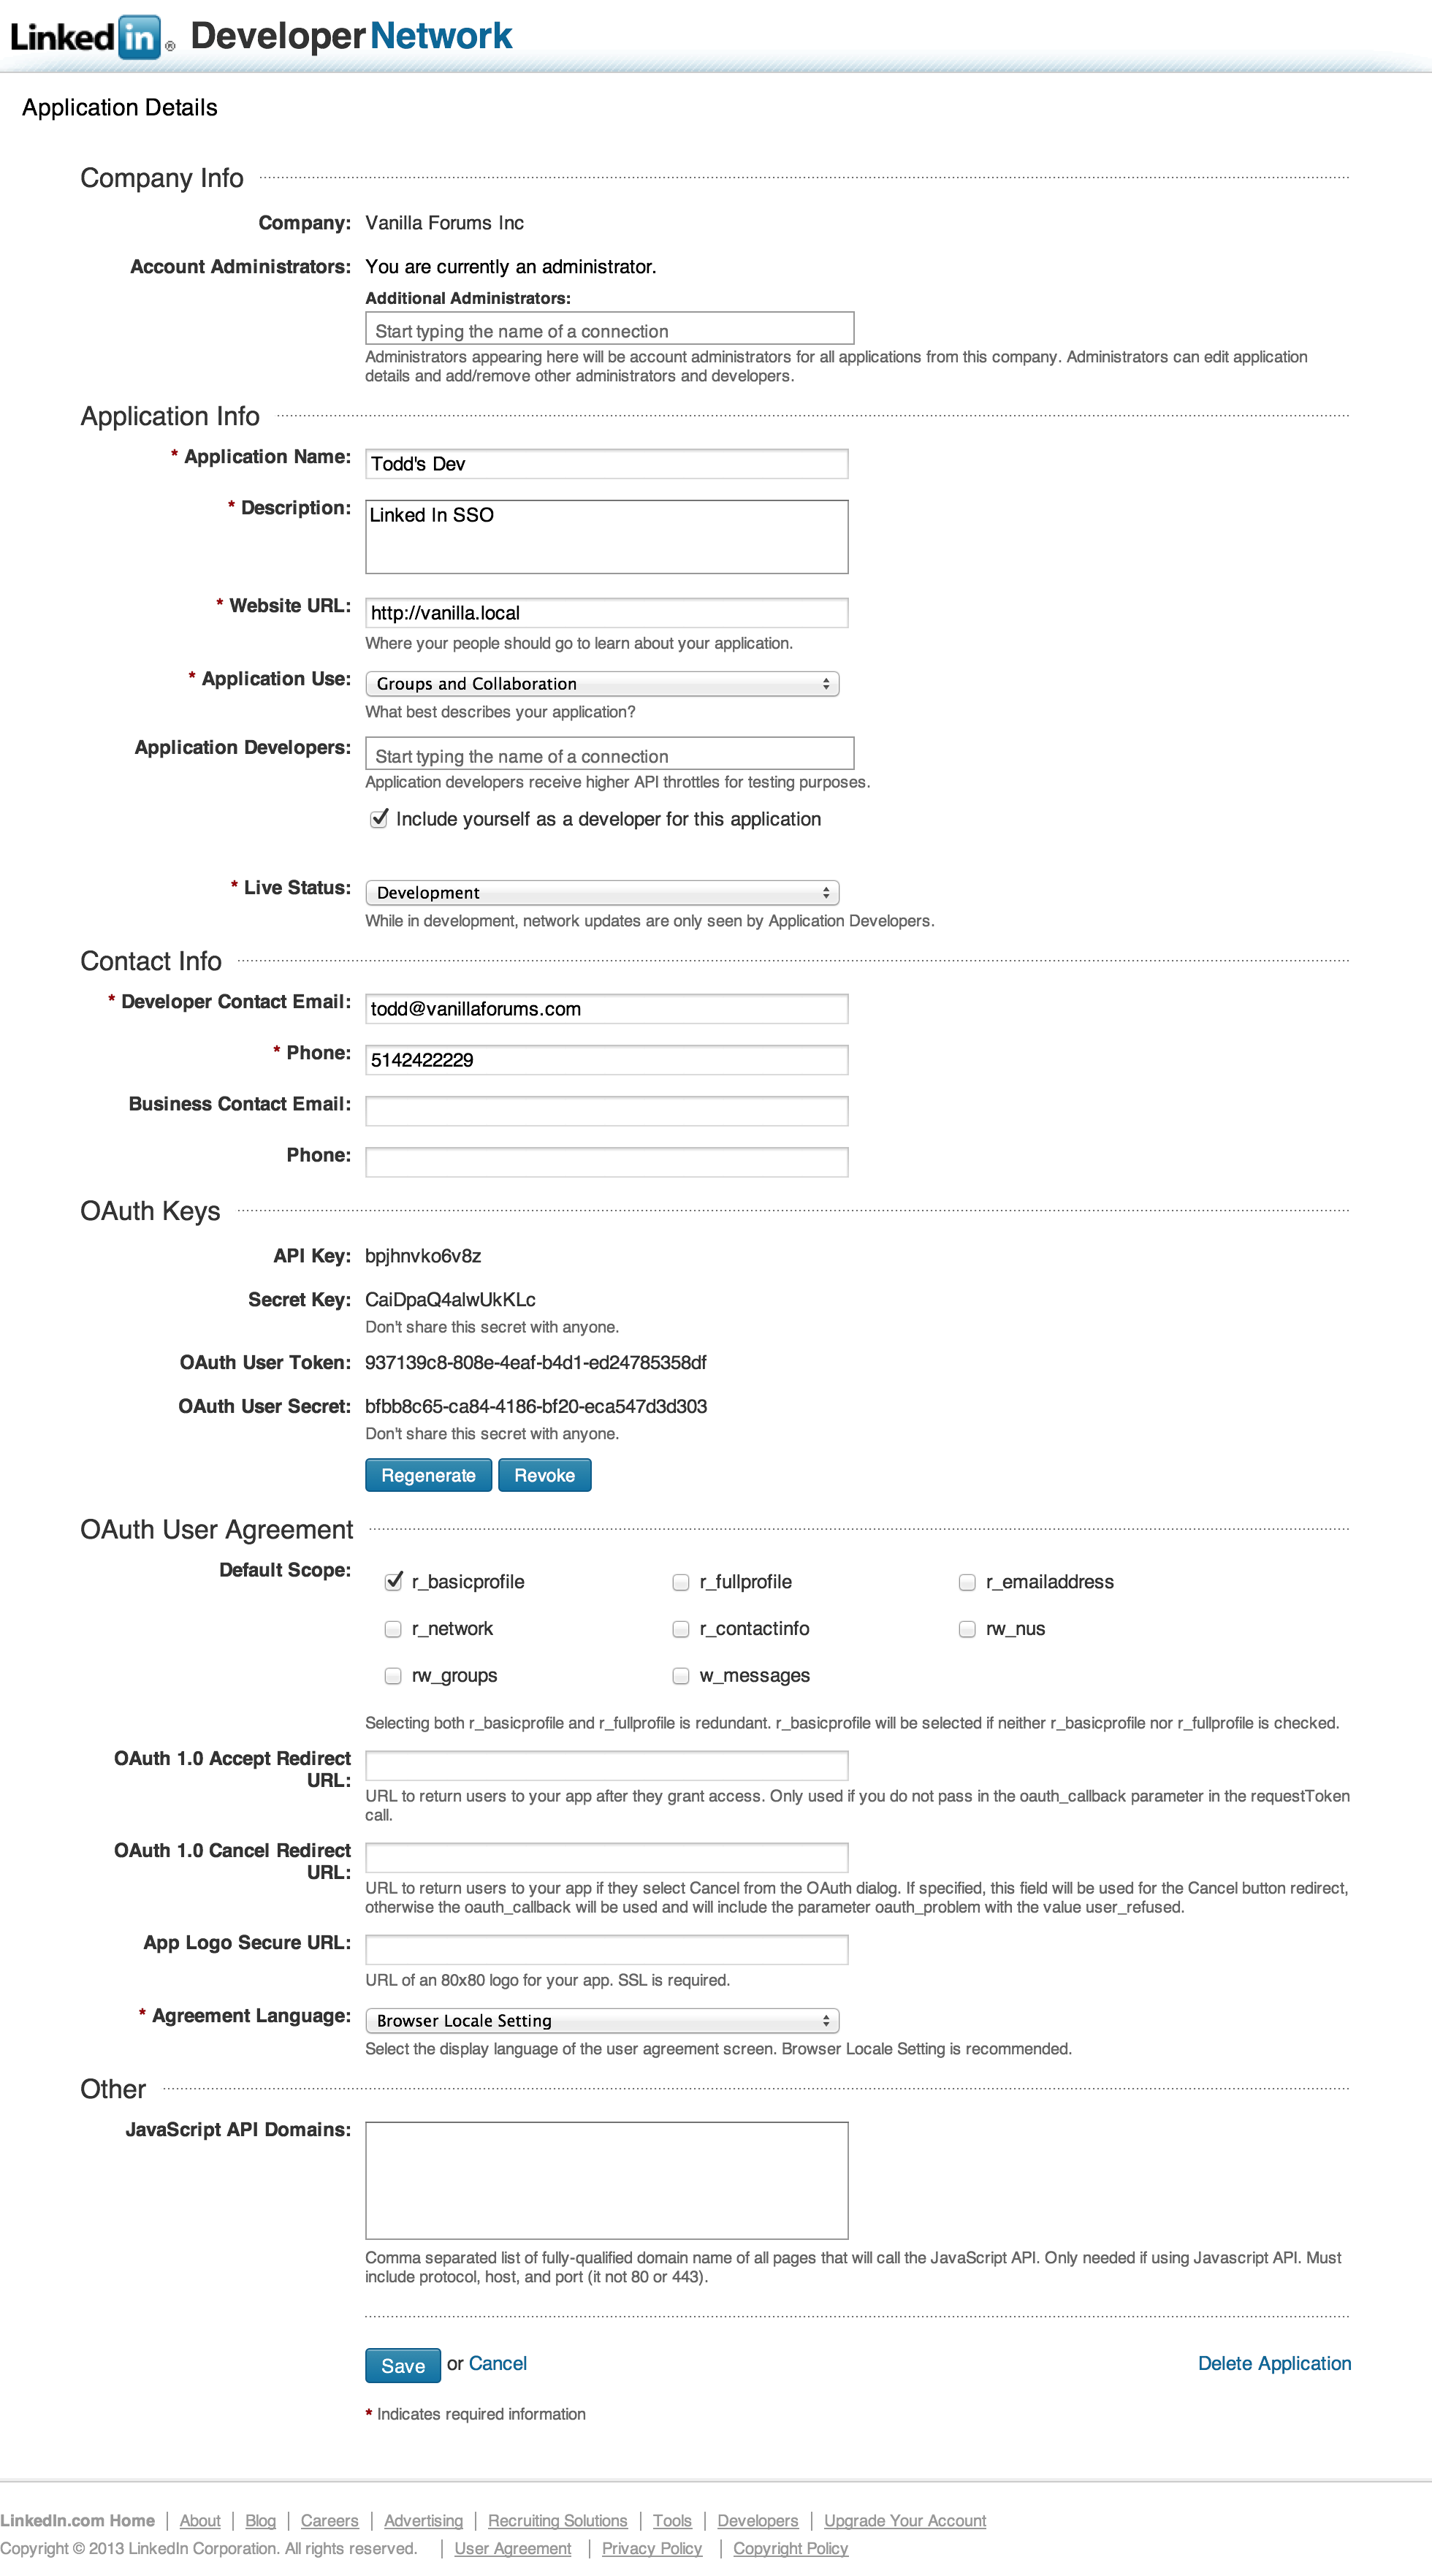 Linked in ® Developer Network
Application Details
Company Info
Company: Vanilla Forums Inc
Account Administrators: You are currently an administrator.
Additional Administrators:
Start typing the name of a connection
Administrators appearing here will be account administrators for all applications from this company. Administrators can edit application
details and add/remove other administrators and developers.
Application Info
* Application Name: Todd's Dev
* Description: Linked In SSO
* Website URL: http://vanilla.local
Where your people should go to learn about your application.
* Application Use: Groups and Collaboration
What best describes your application?
Application Developers: Start typing the name of a connection
Application developers receive higher API throttles for testing purposes.
Include yourself as a developer for this application
* Live Status: Development
While in development, network updates are only seen by Application Developers.
Contact Info
* Developer Contact Email: todd@vanillaforums.com
* Phone: 5142422229
Business Contact Email:
Phone:
OAuth Keys
API Key: bpjhnvko6v8z
Secret Key: CaiDpaQ4alwUkKLc
Don't share this secret with anyone.
OAuth User Token: 937139c8-808e-4eaf-b4d1-ed24785358df
OAuth User Secret: bfbb8c65-ca84-4186-bf20-eca547d3d303
Don't share this secret with anyone.
Regenerate Revoke
OAuth User Agreement
Default Scope: r_basicprofile r_fullprofile r_emailaddress
r_network r_contactinfo rw_nus
rw_groups w_messages
Selecting both r_basicprofile and r_fullprofile is redundant. r_basicprofile will be selected if neither r_basicprofile nor r_fullprofile is checked.
OAuth 1.0 Accept Redirect
URL:
URL to return users to your app after they grant access. Only used if you do not pass in the oauth_callback parameter in the requestToken
call.
OAuth 1.0 Cancel Redirect
URL:
URL to return users to your app if they select Cancel from the OAuth dialog. If specified, this field will be used for the Cancel button redirect,
otherwise the oauth_callback will be used and will include the parameter oauth_problem with the value user_refused.
App Logo Secure URL:
URL of an 80x80 logo for your app. SSL is required.
* Agreement Language: Browser Locale Setting
Select the display language of the user agreement screen. Browser Locale Setting is recommended.
Other
JavaScript API Domains:
Comma separated list of fully-qualified domain name of all pages that will call the JavaScript API. Only needed if using Javascript API. Must
include protocol, host, and port (it not 80 or 443).
Save or Cancel Delete Application
* Indicates required information
LinkedIn.com Home | About | Blog | Careers | Advertising | Recruiting Solutions | Tools | Developers | Upgrade Your Account
Copyright © 2013 LinkedIn Corporation. All rights reserved. | User Agreement | Privacy Policy | Copyright Policy